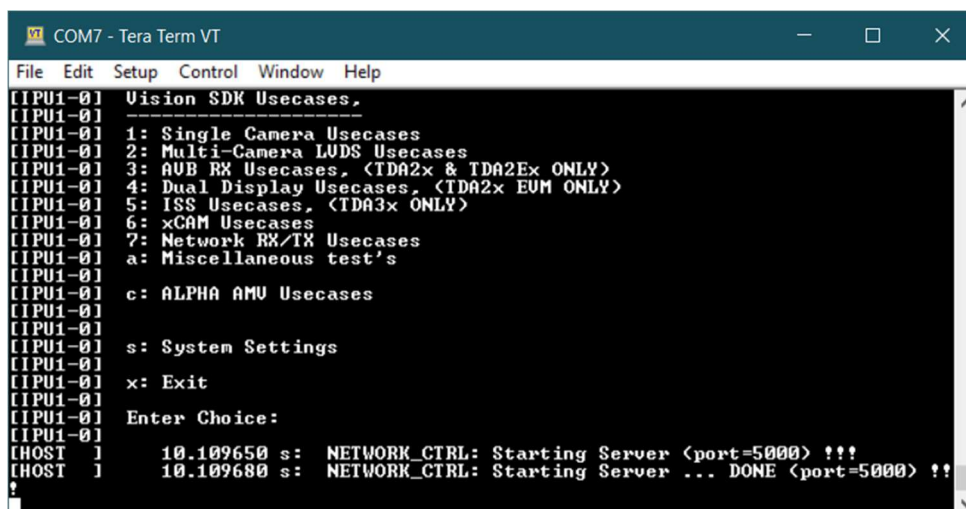 COM7 - Tera Term VT
File Edit Setup Control Window Help
[IPU1-0] Vision SDK Usecases,
[IPU1-0] --------------------
[IPU1-0] 1: Single Camera Usecases
[IPU1-0] 2: Multi-Camera LVDS Usecases
[IPU1-0] 3: AVB RX Usecases, (TDA2x & TDA2Ex ONLY)
[IPU1-0] 4: Dual Display Usecases, (TDA2x EVM ONLY)
[IPU1-0] 5: ISS Usecases, (TDA3x ONLY)
[IPU1-0] 6: xCAM Usecases
[IPU1-0] 7: Network RX/TX Usecases
[IPU1-0] a: Miscellaneous test's
[IPU1-0]
[IPU1-0] c: ALPHA AMV Usecases
[IPU1-0]
[IPU1-0]
[IPU1-0] s: System Settings
[IPU1-0]
[IPU1-0] x: Exit
[IPU1-0]
[IPU1-0] Enter Choice:
[IPU1-0]
[HOST ] 10.109650 s: NETWORK_CTRL: Starting Server (port=5000) !!!
[HOST ] 10.109680 s: NETWORK_CTRL: Starting Server ... DONE (port=5000) !!
!